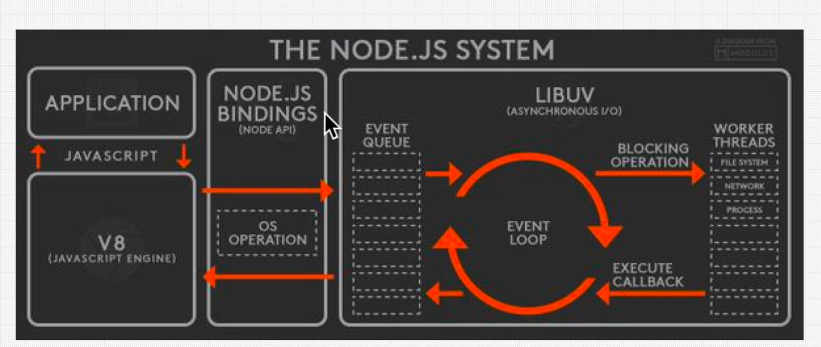 THE NODE.JS SYSTEM
A DIAGRAM FROM
MODULUS
APPLICATION
JAVASCRIPT
V8
(JAVASCRIPT ENGINE)
NODE.JS
BINDINGS
(NODE API)
OS
OPERATION
LIBUV
(ASYNCHRONOUS I/O)
EVENT
QUEUE
EVENT
LOOP
BLOCKING
OPERATION
EXECUTE
CALLBACK
WORKER
THREADS
FILE SYSTEM
NETWORK
PROCESS